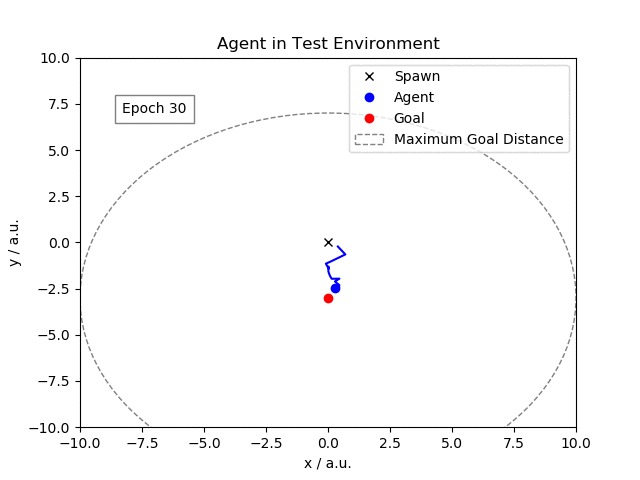 Agent in Test Environment
10.0
7.5
5.0
2.5
0.0
−2.5
−5.0
−7.5
−10.0
y / a.u.
Epoch 30
Spawn
Agent
Goal
Maximum Goal Distance
−10.0 −7.5 −5.0 −2.5 0.0 2.5 5.0 7.5 10.0
x / a.u.